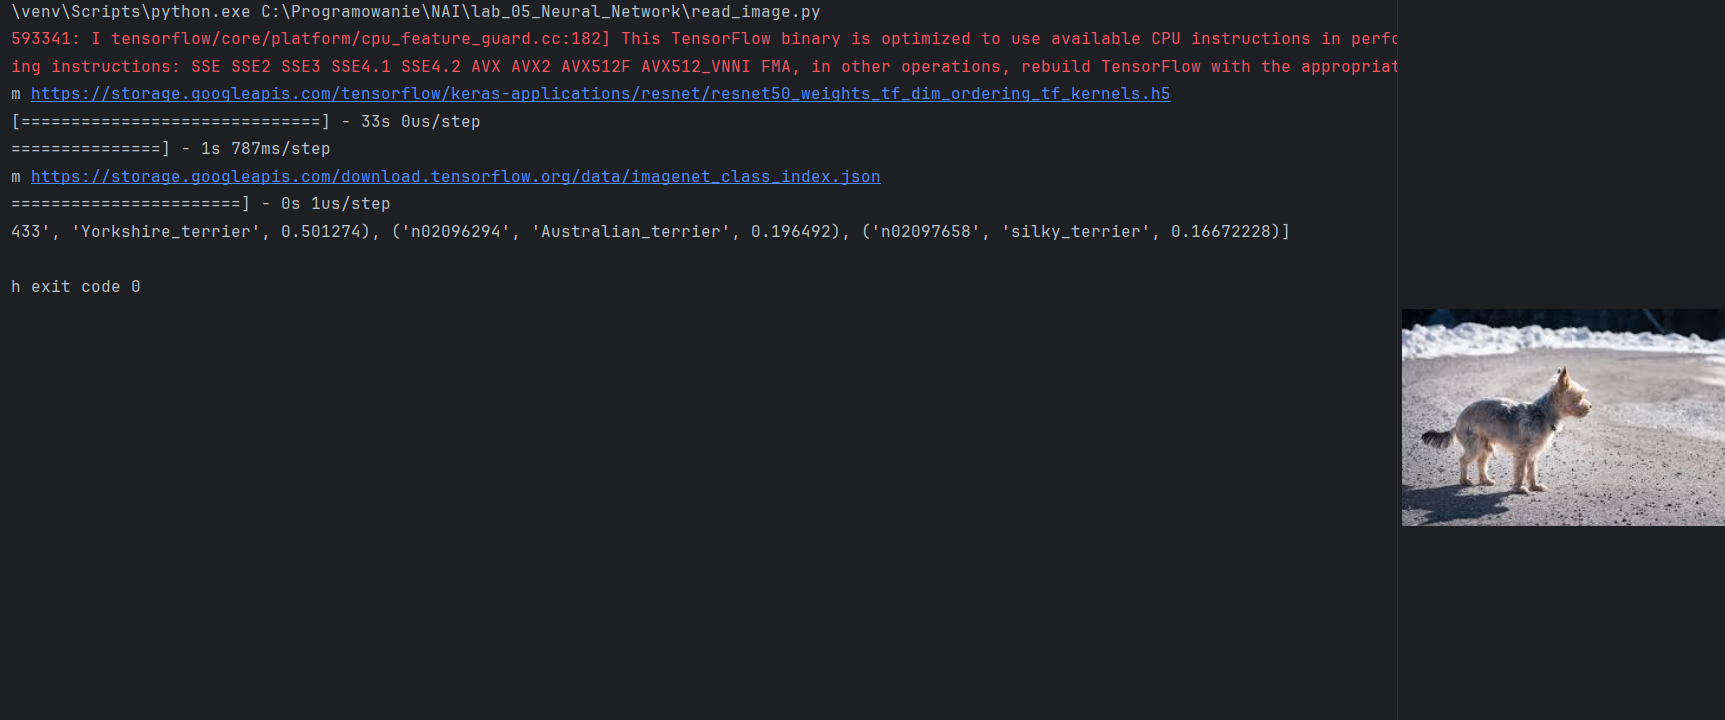 \venv\Scripts\python.exe C:\Programowanie\NAI\lab_05_Neural_Network\read_image.py
593341: I tensorflow/core/platform/cpu_feature_guard.cc:182] This TensorFlow binary is optimized to use available CPU instructions in perfo
ing instructions: SSE SSE2 SSE3 SSE4.1 SSE4.2 AVX AVX2 AVX512F AVX512_VNNI FMA, in other operations, rebuild TensorFlow with the appropriat
m https://storage.googleapis.com/tensorflow/keras-applications/resnet/resnet50_weights_tf_dim_ordering_tf_kernels.h5
[==============================] - 33s 0us/step
===============] - 1s 787ms/step
m https://storage.googleapis.com/download.tensorflow.org/data/imagenet_class_index.json
=======================] - 0s 1us/step
433', 'Yorkshire_terrier', 0.501274), ('n02096294', 'Australian_terrier', 0.196492), ('n02097658', 'silky_terrier', 0.16672228)]
h exit code 0